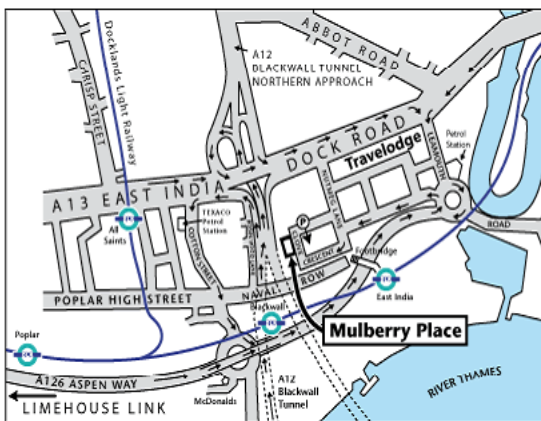 ABBOT ROAD
A12
BLACKWALL TUNNEL
NORTHERN APPROACH
Docklands Light Railway
CARISP STREET
DOCK ROAD
Travelodge
LEAMOUTH
Petrol
Station
ROAD
A13 EAST INDIA
All
Saints
TEXACO
Petrol
Station
COTTON STREET
NUTMEG LANE
P
CLOVE
CRESCENT
Footbridge
POPLAR HIGH STREET
NAVAL ROW
Blackwall
East India
Poplar
Mulberry Place
A126 ASPEN WAY
McDonalds
A12
Blackwall
Tunnel
LIMEHOUSE LINK
RIVER THAMES